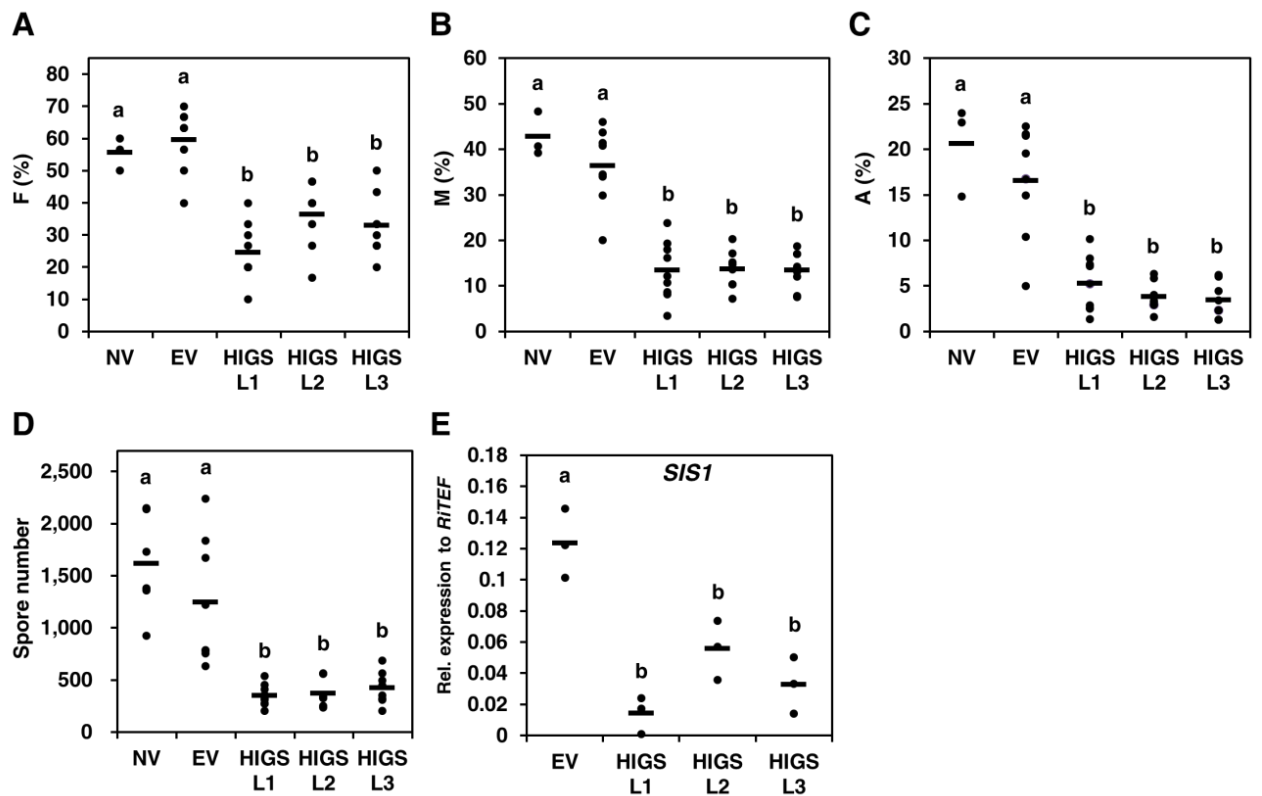 A
F (%)
80
70
60
50
40
30
20
10
0
a
a
b
b
b
NV EV HIGS HIGS HIGS
L1 L2 L3
B
M (%)
60
50
40
30
20
10
0
a
a
b
b
b
NV EV HIGS HIGS HIGS
L1 L2 L3
C
A (%)
30
25
20
15
10
5
0
a
a
b
b
b
NV EV HIGS HIGS HIGS
L1 L2 L3
D
Spore number
2,500
2,000
1,500
1,000
500
0
a
a
b
b
b
NV EV HIGS HIGS HIGS
L1 L2 L3
E
Rel. expression to RiTEF
0.18
0.16
0.14
0.12
0.1
0.08
0.06
0.04
0.02
0
SIS1
a
b
b
b
EV HIGS HIGS HIGS
L1 L2 L3